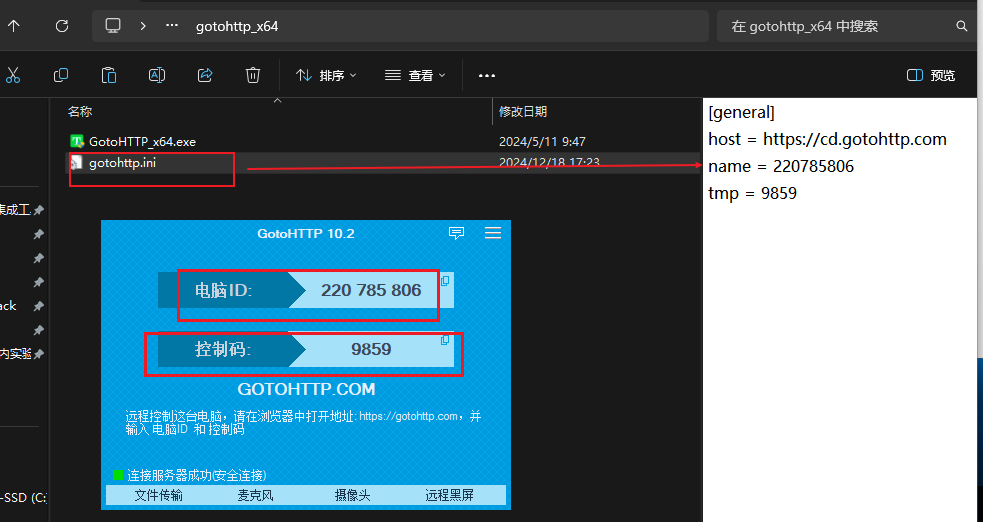 gotohttp_x64
在 gotohttp_x64 中搜索
排序
查看
预览
名称
修改日期
GotoHTTP_x64.exe
2024/5/11 9:47
gotohttp.ini
2024/12/18 17:23
[general]
host = https://cd.gotohttp.com
name = 220785806
tmp = 9859
集成工
ack
内实验
-SSD (C:
GotoHTTP 10.2
电脑ID:
220 785 806
控制码:
9859
GOTOHTTP.COM
远程控制这台电脑，请在浏览器中打开地址: https://gotohttp.com，并
输入 电脑ID 和 控制码
连接服务器成功(安全连接)
文件传输
麦克风
摄像头
远程黑屏